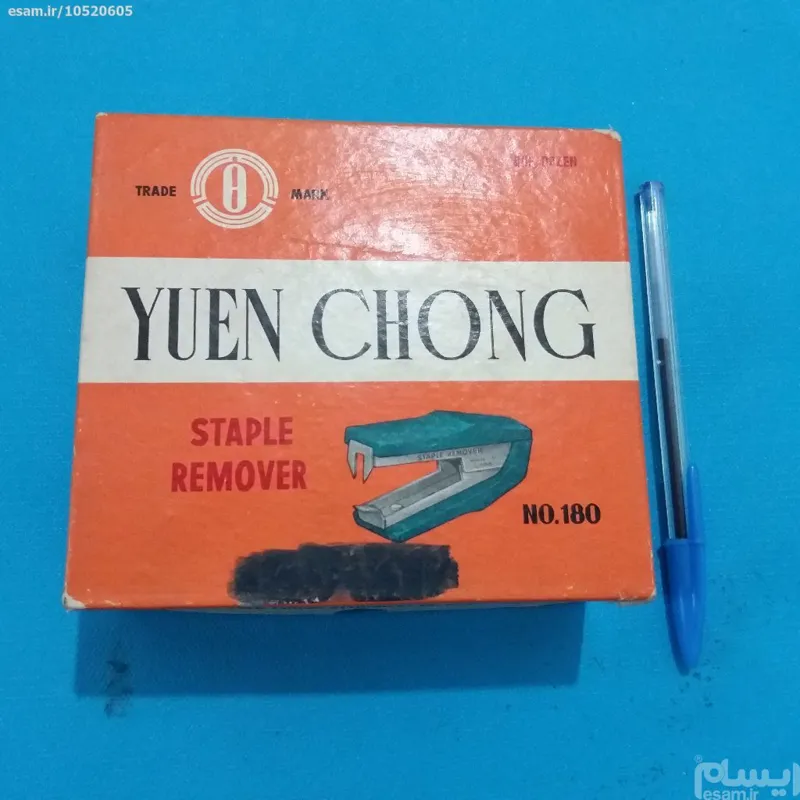 esam.ir/10520605
TRADE MARK
YUEN CHONG
STAPLE
REMOVER
STAPLE REMOVER
NO.180
ایسام
esam.ir